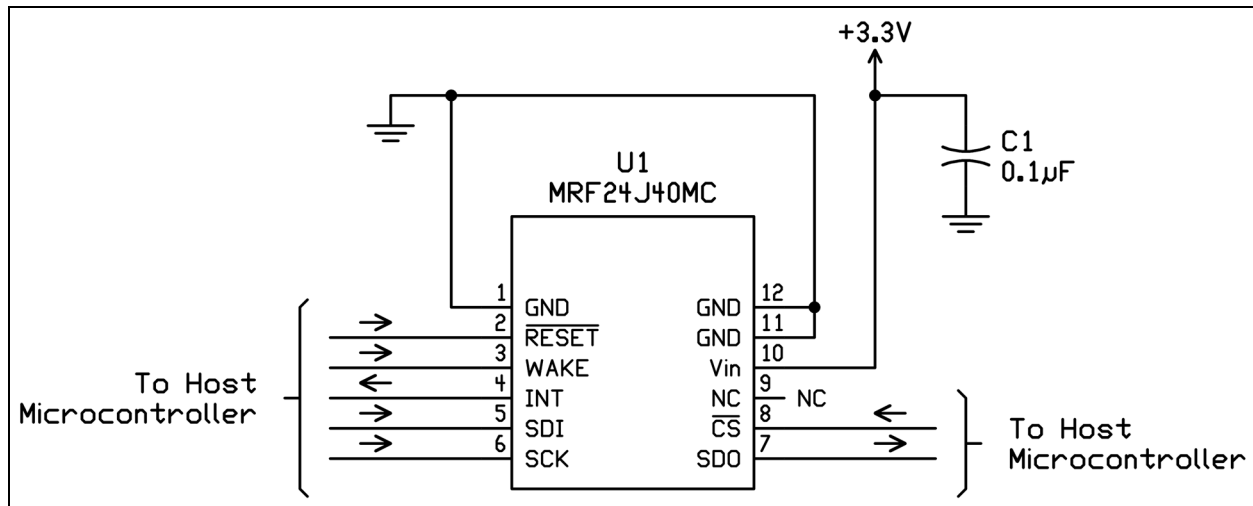 +3.3V
C1
0.1µF
U1
MRF24J40MC
1 GND
2 RESET
3 WAKE
4 INT
5 SDI
6 SCK
GND 12
GND 11
Vin 10
NC 9 NC
CS 8
SDO 7
To Host
Microcontroller
To Host
Microcontroller